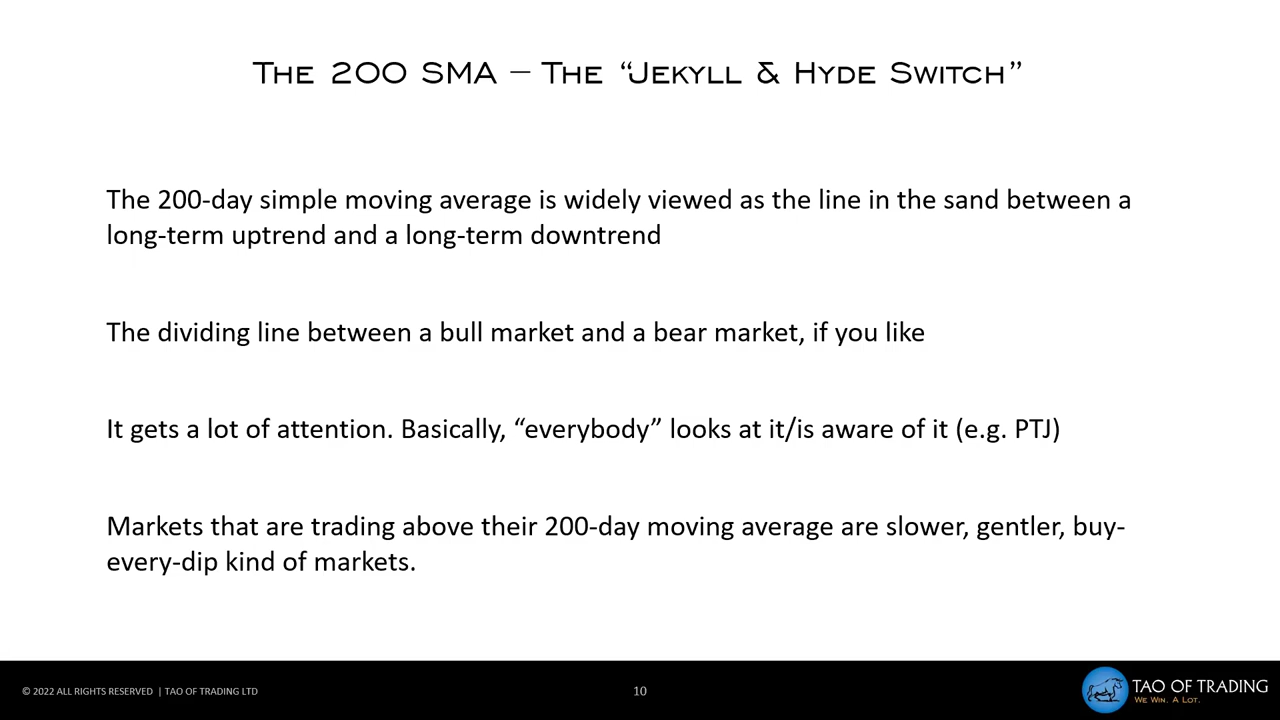 The 200 SMA – The “Jekyll & Hyde Switch”
The 200-day simple moving average is widely viewed as the line in the sand between a
long-term uptrend and a long-term downtrend
The dividing line between a bull market and a bear market, if you like
It gets a lot of attention. Basically, “everybody” looks at it/is aware of it (e.g. PTJ)
Markets that are trading above their 200-day moving average are slower, gentler, buy-
every-dip kind of markets.
© 2022 ALL RIGHTS RESERVED | TAO OF TRADING LTD
10
TAO OF TRADING
We Win. A Lot.